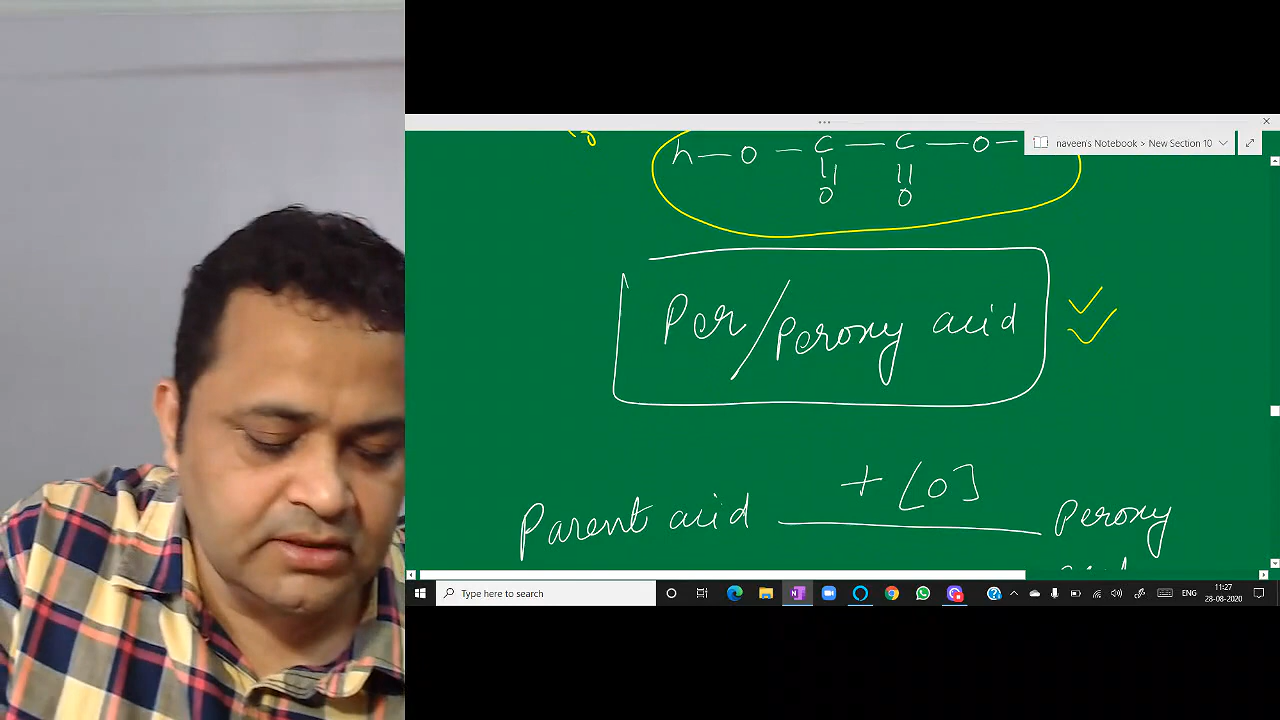 naveen's Notebook > New Section 10
h-o-c-c-o-
o o
Per/Peroxy acid
+ [O]
Parent acid Peroxy
Type here to search
ENG
11:27
28-08-2020